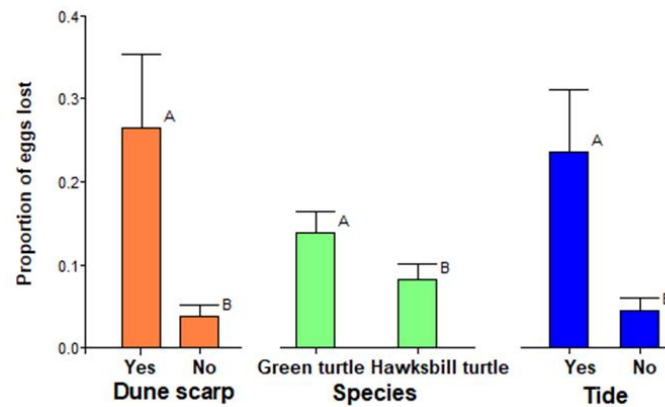 Proportion of eggs lost
0.4
0.3
0.2
0.1
0.0
A
B
A
B
A
Yes No
Dune scarp
Green turtle Hawksbill turtle
Species
Yes No
Tide